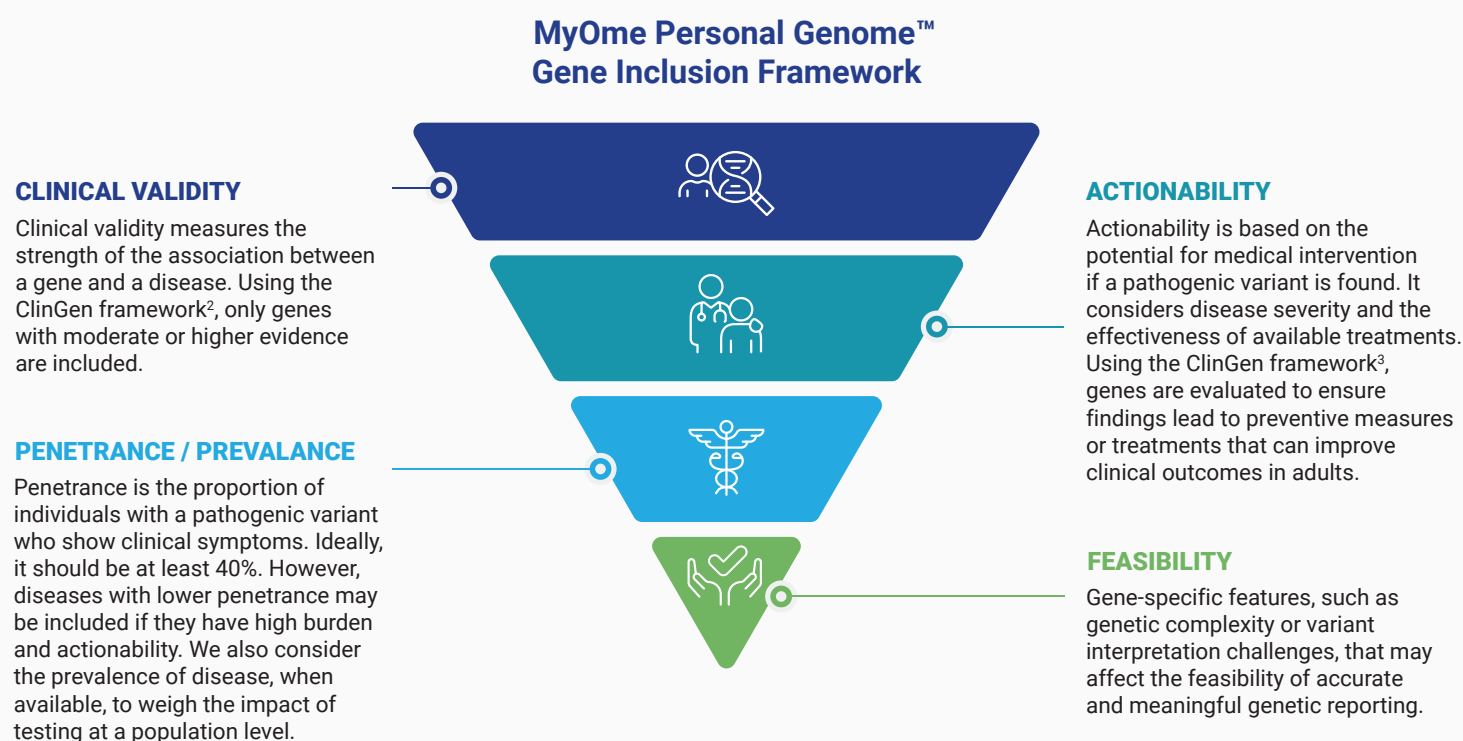 MyOme Personal Genome™
Gene Inclusion Framework
CLINICAL VALIDITY
Clinical validity measures the
strength of the association between
a gene and a disease. Using the
ClinGen framework², only genes
with moderate or higher evidence
are included.
ACTIONABILITY
Actionability is based on the
potential for medical intervention
if a pathogenic variant is found. It
considers disease severity and the
effectiveness of available treatments.
Using the ClinGen framework³,
genes are evaluated to ensure
findings lead to preventive measures
or treatments that can improve
clinical outcomes in adults.
PENETRANCE / PREVALANCE
Penetrance is the proportion of
individuals with a pathogenic variant
who show clinical symptoms. Ideally,
it should be at least 40%. However,
diseases with lower penetrance may
be included if they have high burden
and actionability. We also consider
the prevalence of disease, when
available, to weigh the impact of
testing at a population level.
FEASIBILITY
Gene-specific features, such as
genetic complexity or variant
interpretation challenges, that may
affect the feasibility of accurate
and meaningful genetic reporting.